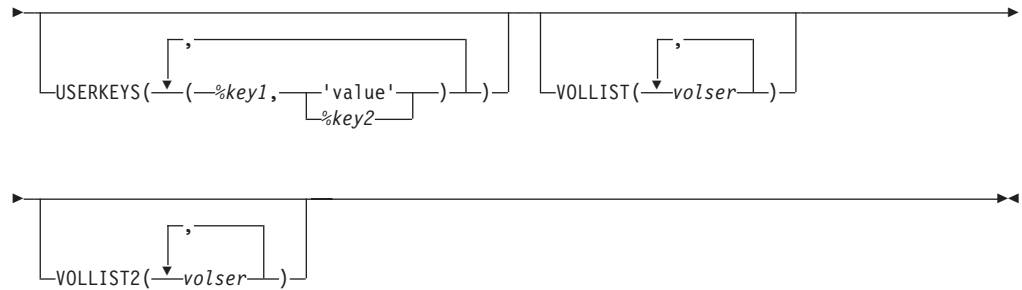 , ,
USERKEYS( ( %key1, 'value' ) ) VOLLIST( volser )
%key2
,
VOLLIST2( volser )